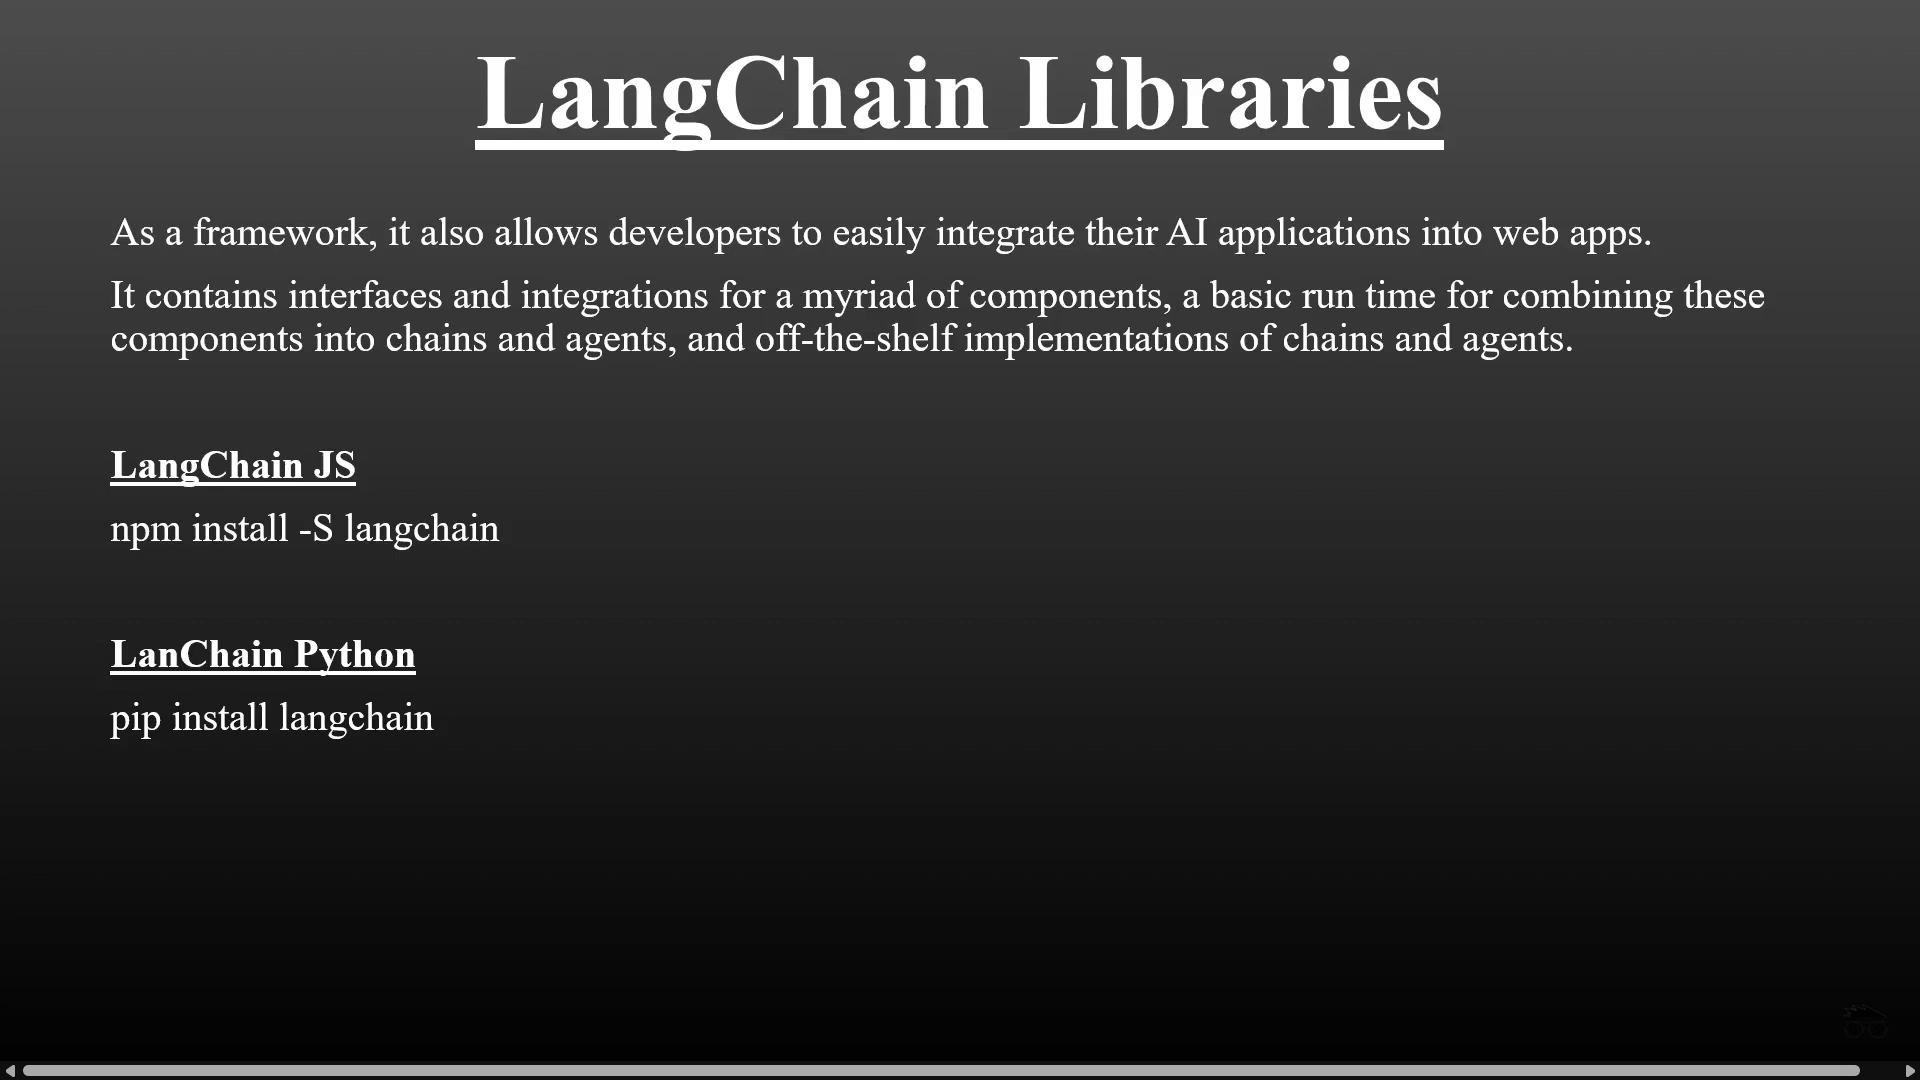 LangChain Libraries
As a framework, it also allows developers to easily integrate their AI applications into web apps.
It contains interfaces and integrations for a myriad of components, a basic run time for combining these
components into chains and agents, and off-the-shelf implementations of chains and agents.
LangChain JS
npm install -S langchain
LanChain Python
pip install langchain